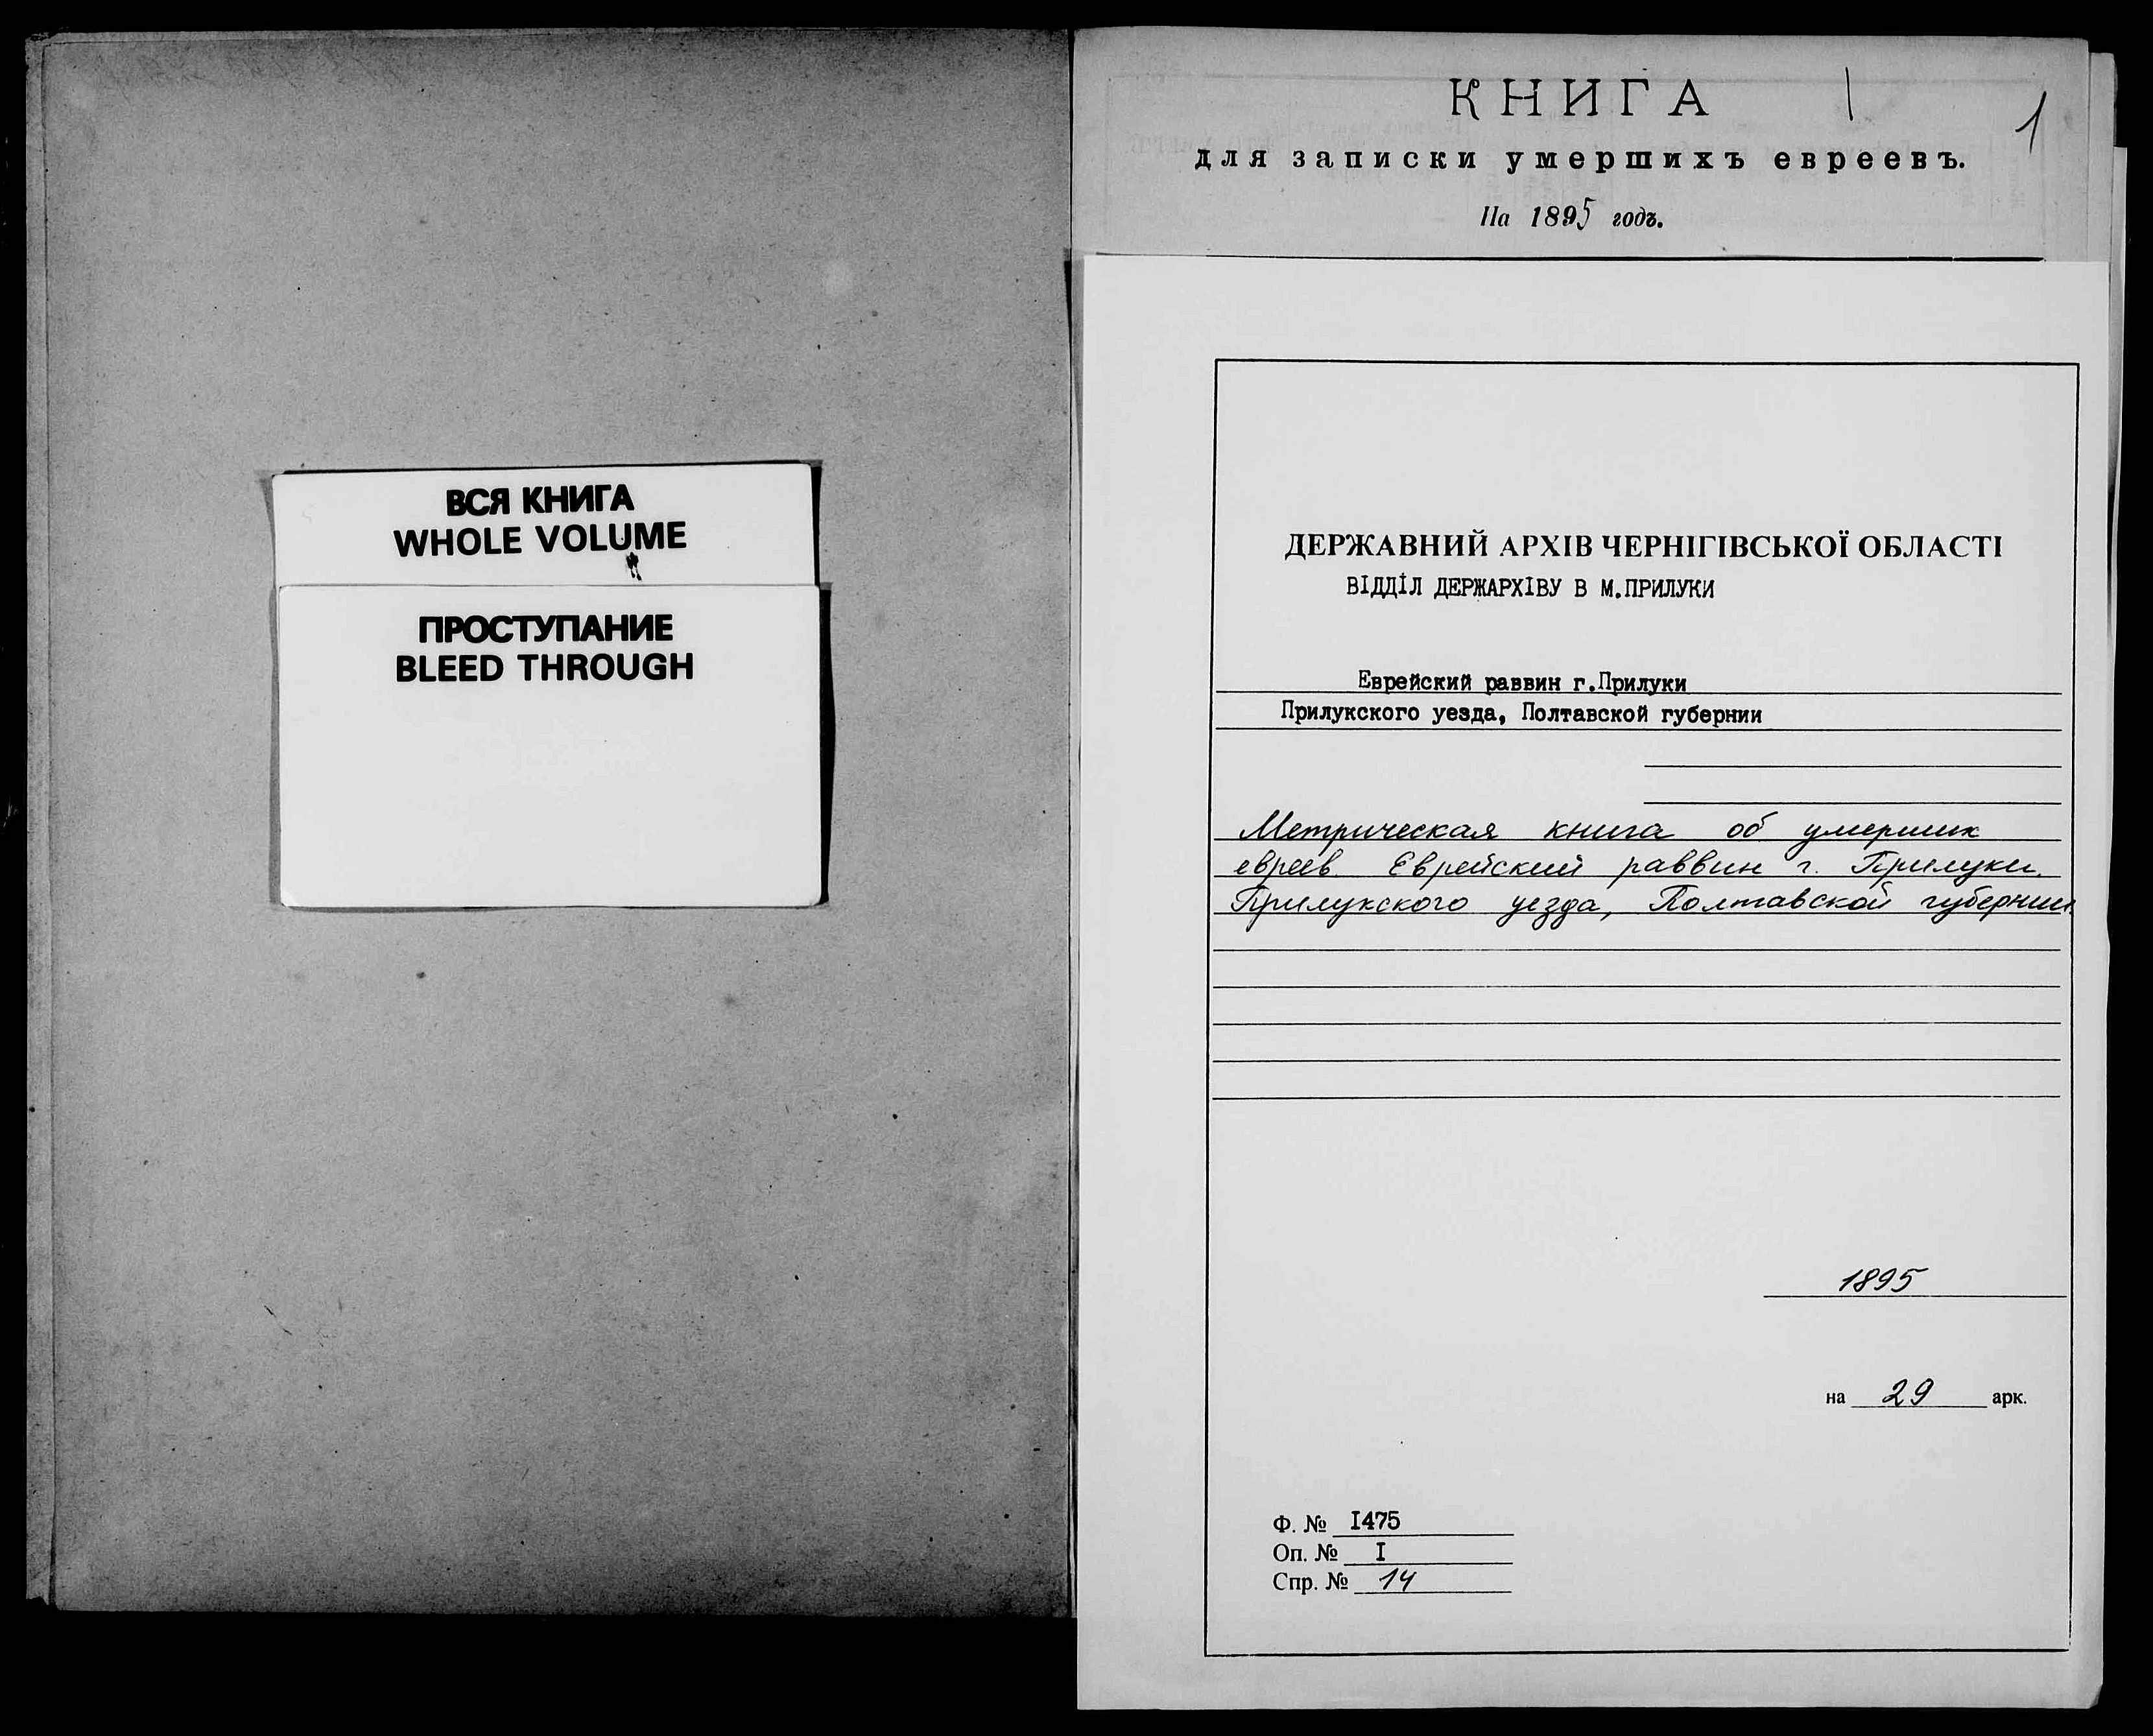 ВСЯ КНИГА
WHOLE VOLUME
ПРОСТУПАНИЕ
BLEED THROUGH
КНИГА
1
для записки умершихъ евреевъ.
На 1895 годъ.
ДЕРЖАВНИЙ АРХІВ ЧЕРНІГІВСЬКОЇ ОБЛАСТІ
ВІДДІЛ ДЕРЖАРХІВУ В М.ПРИЛУКИ
Еврейский раввин г.Прилуки
Прилукского уезда, Полтавской губернии
Метрическая книга об умерших
евреев. Еврейский раввин г. Прилуки.
Прилукского уезда, Полтавской губернии.
1895
на 29 арк.
Ф. № I475
Оп. № I
Спр. № 14